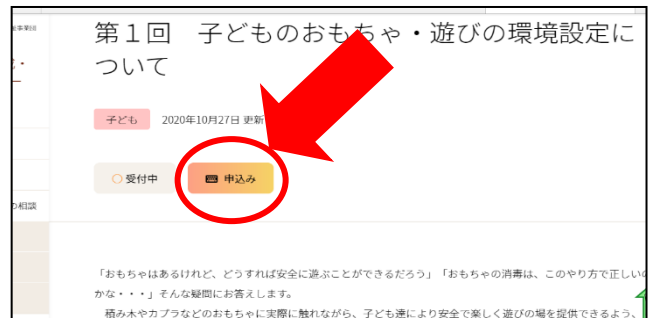 第１回　子どものおもちゃ・遊びの環境設定に
ついて
子ども　2020年10月27日 更新
○受付中　申込み
の相談
「おもちゃはあるけれど、どうすれば安全に遊ぶことができるだろう」「おもちゃの消毒は、このやり方で正しいの
かな・・・」そんな疑問にお答えします。
積み木やカプラなどのおもちゃに実際に触れながら、子ども達により安全で楽しく遊びの場を提供できるよう、